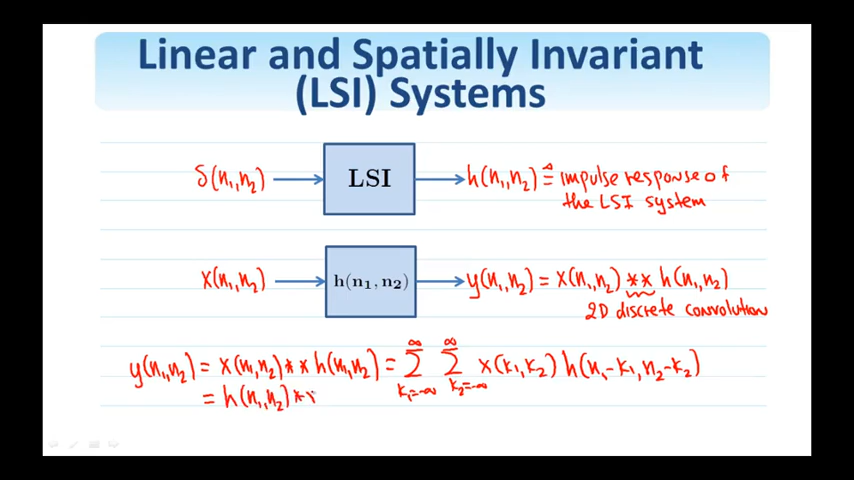 Linear and Spatially Invariant
(LSI) Systems
δ(n₁,n₂) LSI h(n₁,n₂) ≙ impulse response of
the LSI system
x(n₁,n₂) h(n₁,n₂) y(n₁,n₂) = x(n₁,n₂) ** h(n₁,n₂)
2D discrete convolution
y(n₁,n₂) = x(n₁,n₂) ** h(n₁,n₂) = ∑_{k₁=-∞}^{∞} ∑_{k₂=-∞}^{∞} x(k₁,k₂) h(n₁-k₁, n₂-k₂)
= h(n₁,n₂) **